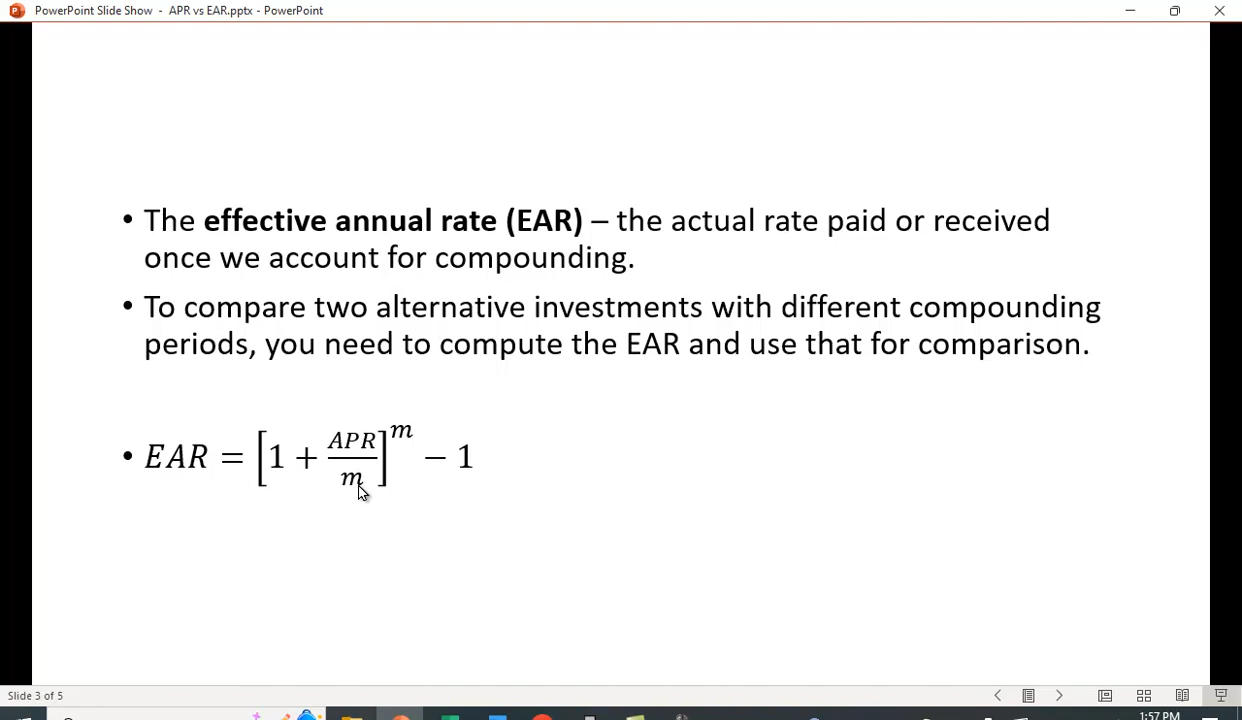 PowerPoint Slide Show - APR vs EAR.pptx - PowerPoint
• The effective annual rate (EAR) – the actual rate paid or received
once we account for compounding.
• To compare two alternative investments with different compounding
periods, you need to compute the EAR and use that for comparison.
• EAR = [1 + APR/m]^m − 1
Slide 3 of 5
1:57 PM